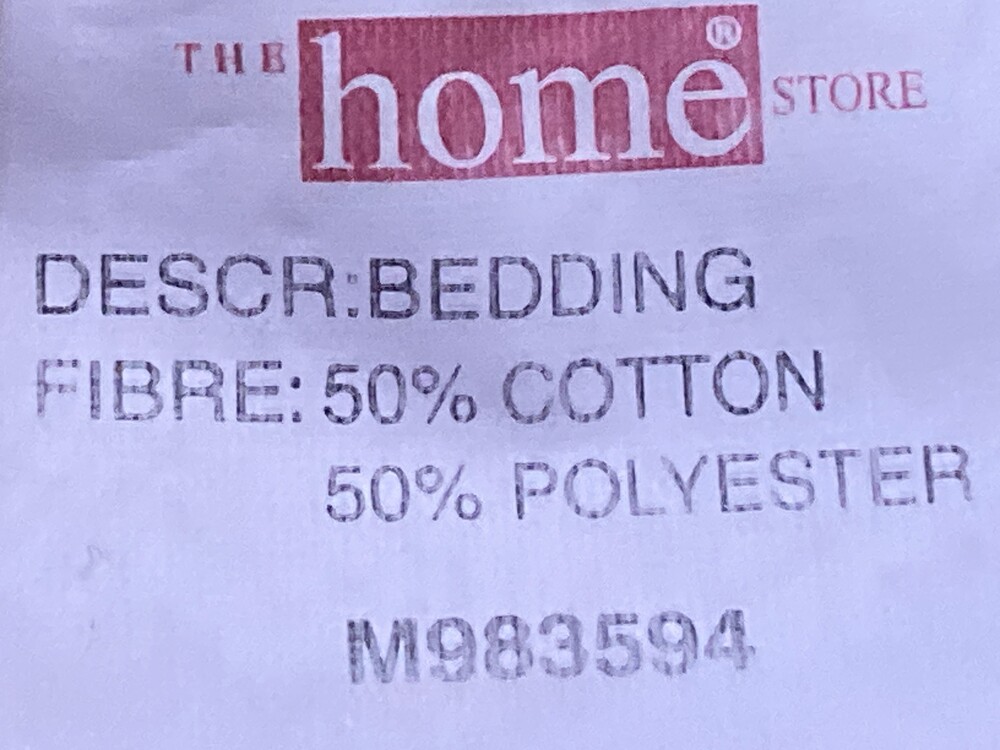 THE home® STORE
DESCR:BEDDING
FIBRE: 50% COTTON
50% POLYESTER
M983594